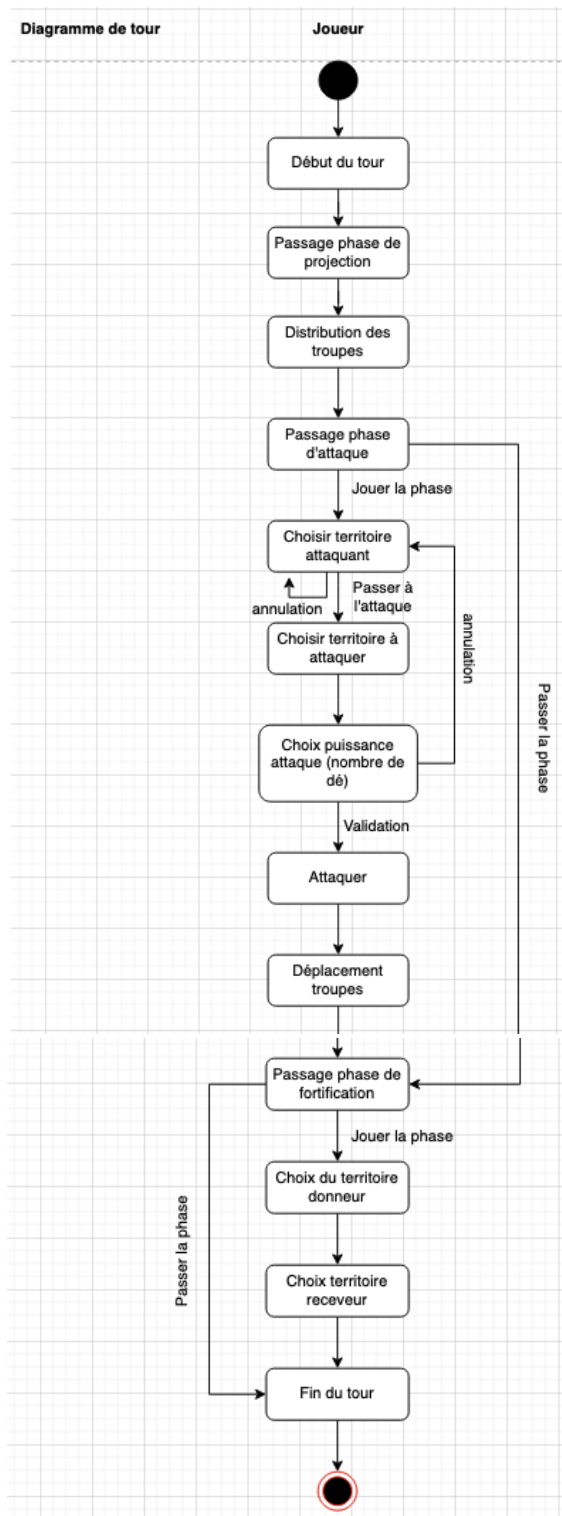 Diagramme de tour
Joueur
Début du tour
Passage phase de
projection
Distribution des
troupes
Passage phase
d'attaque
Jouer la phase
Choisir territoire
attaquant
annulation
Passer à
l'attaque
Choisir territoire à
attaquer
annulation
Passer la phase
Choix puissance
attaque (nombre de
dé)
Validation
Attaquer
Déplacement
troupes
Passage phase de
fortification
Jouer la phase
Passer la phase
Choix du territoire
donneur
Choix territoire
receveur
Fin du tour